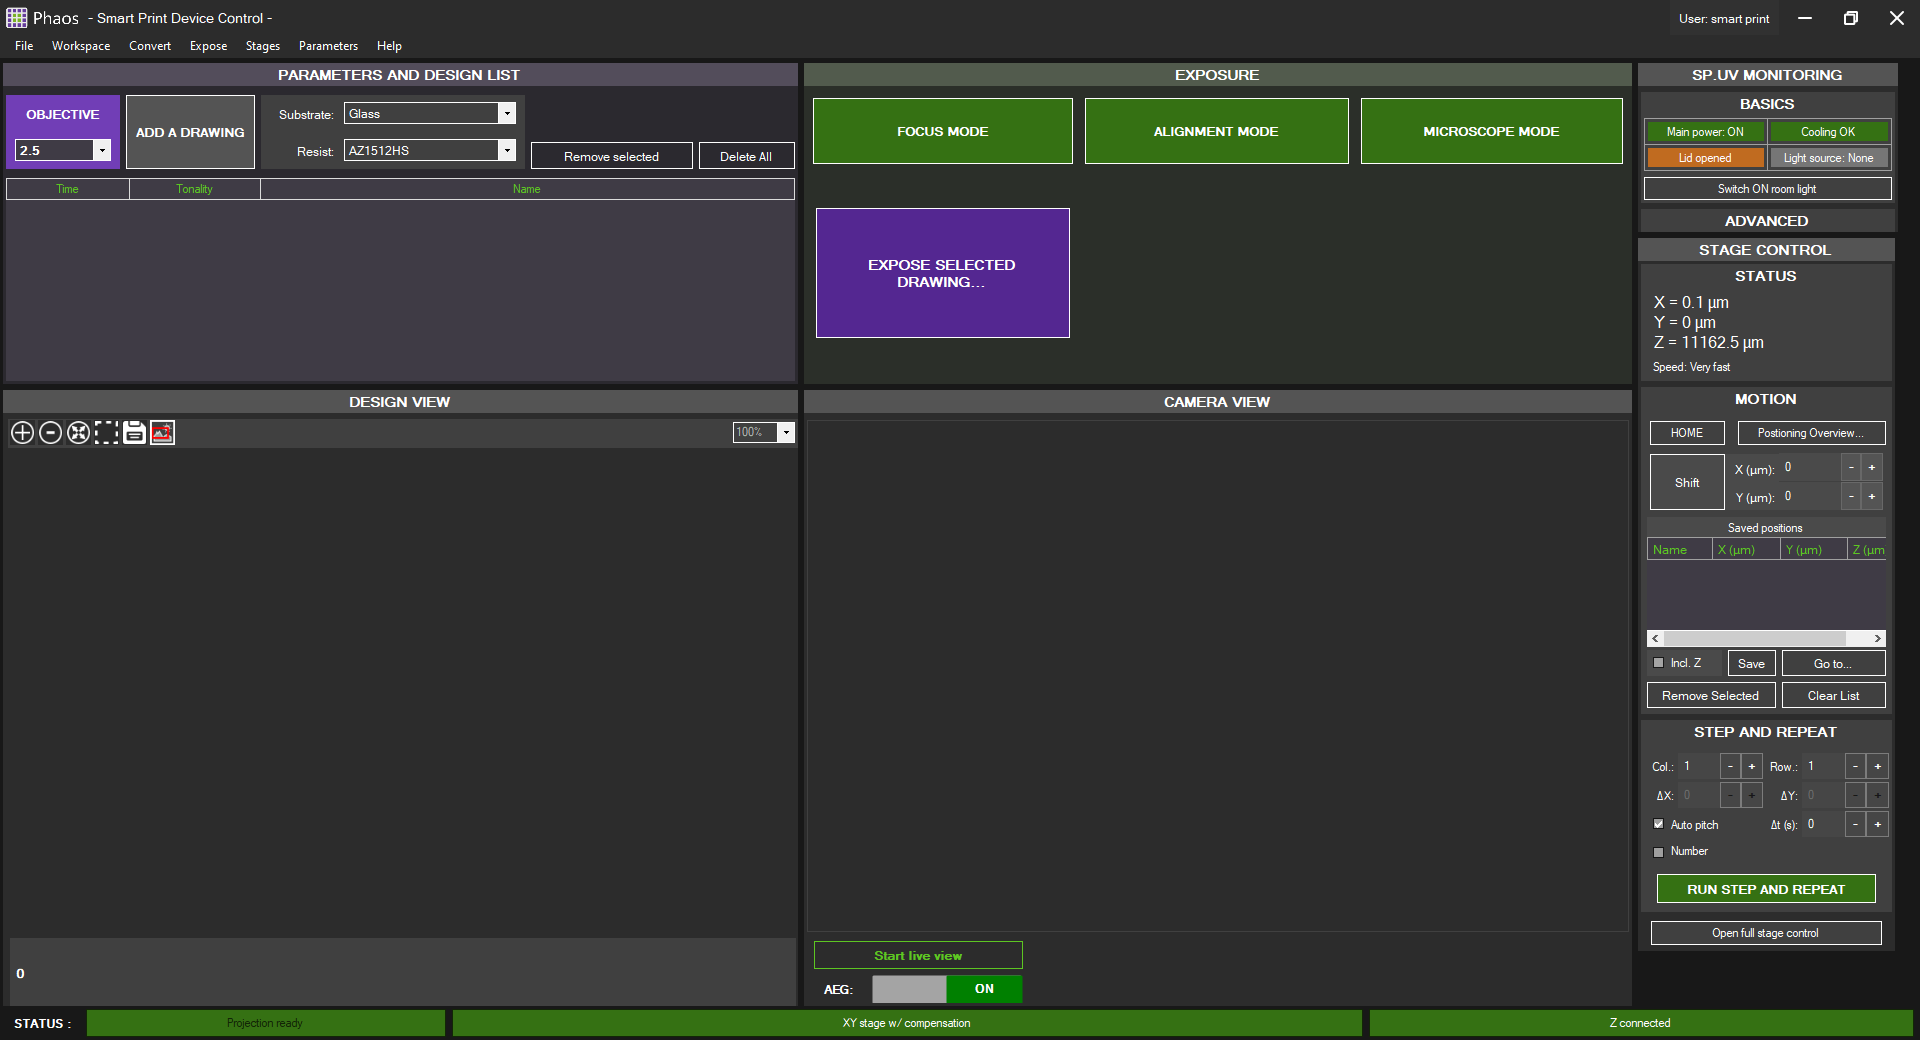 Phaos - Smart Print Device Control -
User: smart print
File Workspace Convert Expose Stages Parameters Help
PARAMETERS AND DESIGN LIST
OBJECTIVE
2.5
ADD A DRAWING
Substrate: Glass
Resist: AZ1512HS
Remove selected
Delete All
Time Tonality Name
EXPOSURE
FOCUS MODE
ALIGNMENT MODE
MICROSCOPE MODE
EXPOSE SELECTED
DRAWING...
DESIGN VIEW
100%
0
CAMERA VIEW
Start live view
AEG: ON
SP.UV MONITORING
BASICS
Main power: ON
Cooling OK
Lid opened
Light source: None
Switch ON room light
ADVANCED
STAGE CONTROL
STATUS
X = 0.1 µm
Y = 0 µm
Z = 11162.5 µm
Speed: Very fast
MOTION
HOME
Postioning Overview...
Shift
X (µm): 0 - +
Y (µm): 0 - +
Saved positions
Name X (µm) Y (µm) Z (µm
Incl. Z
Save
Go to...
Remove Selected
Clear List
STEP AND REPEAT
Col.: 1 - + Row.: 1 - +
ΔX: 0 - + ΔY: 0 - +
Auto pitch Δt (s): 0 - +
Number
RUN STEP AND REPEAT
Open full stage control
STATUS : Projection ready
XY stage w/ compensation
Z connected